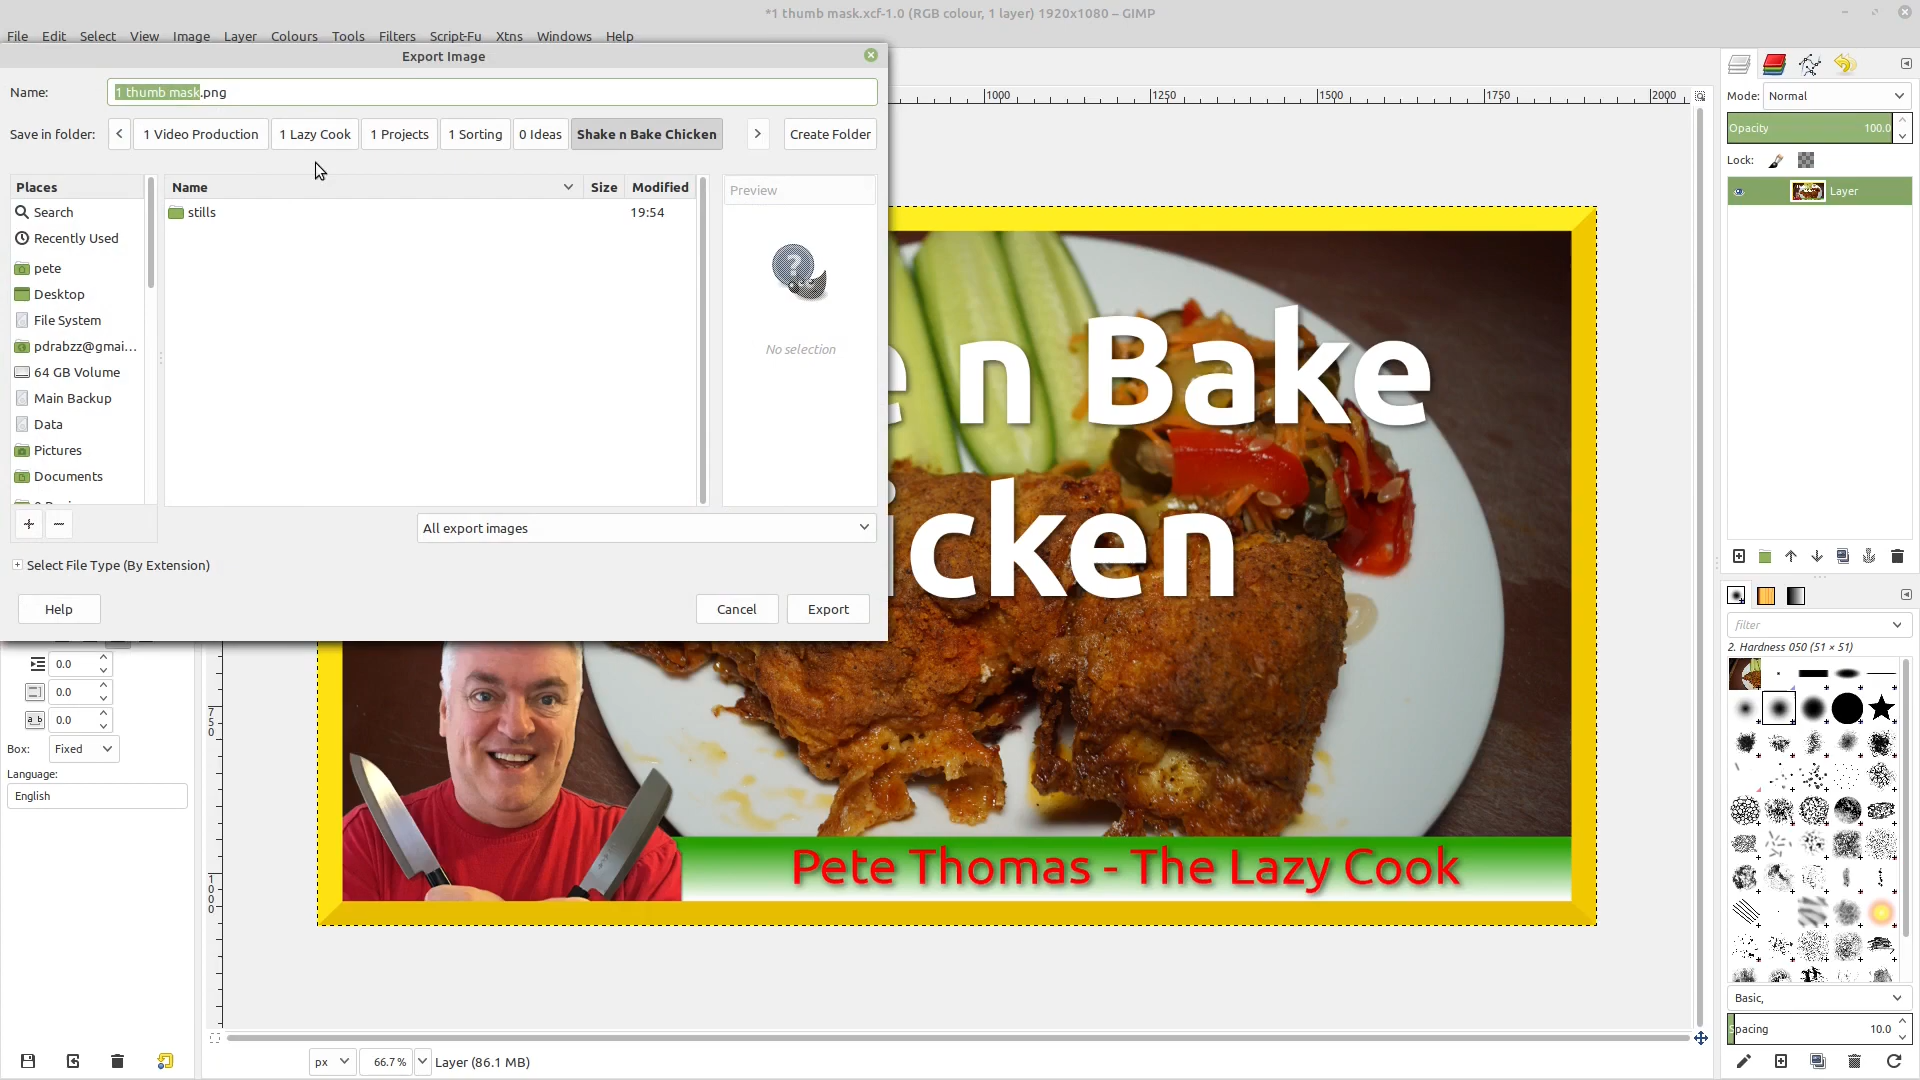 *1 thumb mask.xcf-1.0 (RGB colour, 1 layer) 1920x1080 – GIMP
File Edit Select View Image Layer Colours Tools Filters Script-Fu Xtns Windows Help
Export Image
Name: 1 thumb mask.png
Save in folder: 1 Video Production 1 Lazy Cook 1 Projects 1 Sorting 0 Ideas Shake n Bake Chicken Create Folder
Places
Search
Recently Used
pete
Desktop
File System
pdrabzz@gmai...
64 GB Volume
Main Backup
Data
Pictures
Documents
Name Size Modified
stills 19:54
Preview
?
No selection
All export images
Select File Type (By Extension)
Help Cancel Export
1000 1250 1500 1750 2000
750
1000
e n Bake
icken
Pete Thomas - The Lazy Cook
0.0
0.0
a_b 0.0
Box: Fixed
Language:
English
px 66.7 % Layer (86.1 MB)
Mode: Normal
Opacity 100.0
Lock:
Layer
filter
2. Hardness 050 (51 × 51)
Basic,
Spacing 10.0